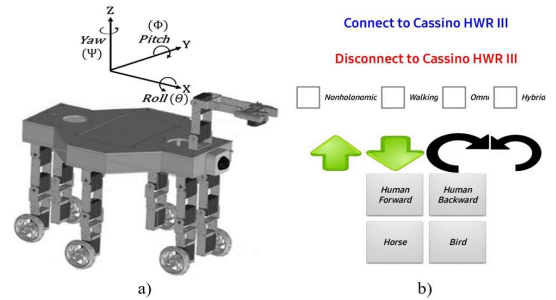 Z
Yaw
(Ψ)
(Φ)
Pitch
Y
X
Roll(θ)
a)
Connect to Cassino HWR III
Disconnect to Cassino HWR III
Nonholonomic Walking Omni Hybrid
Human
Forward
Human
Backward
Horse
Bird
b)